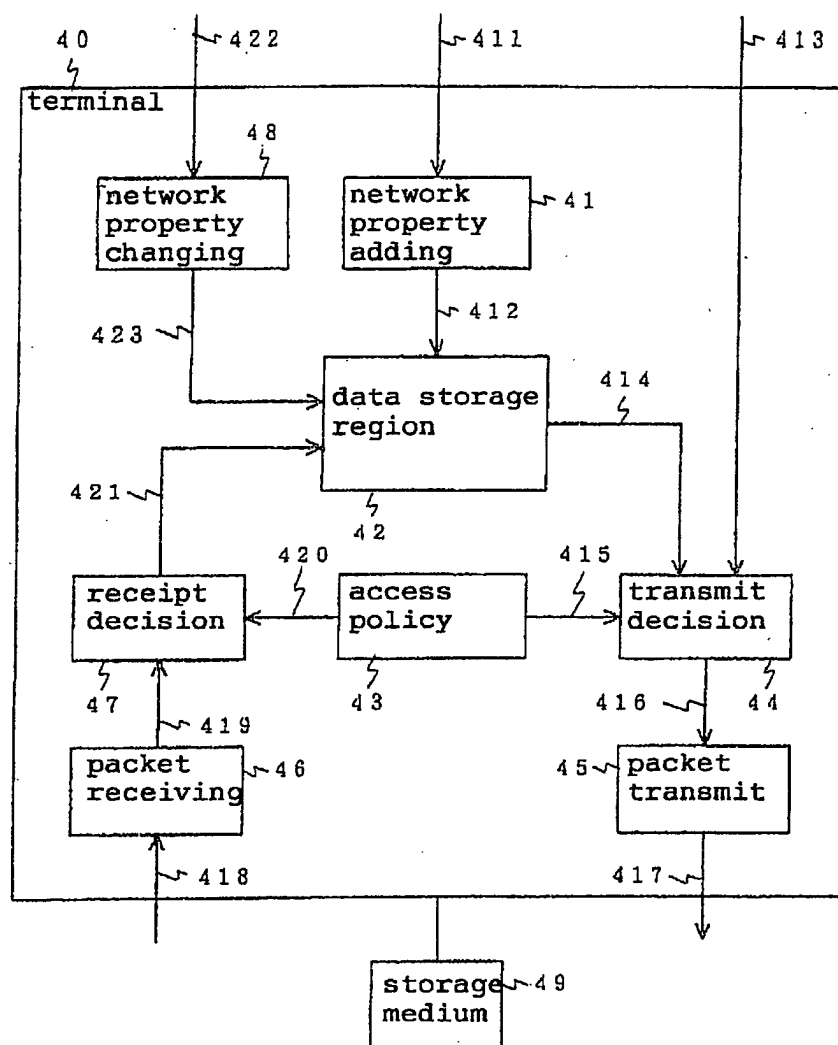 422
411
413
40
terminal
48
network
property
changing
network
property
adding
41
423
412
data storage
region
414
421
42
420
415
receipt
decision
access
policy
transmit
decision
47
419
43
416
44
packet
receiving
46
45
packet
transmit
418
417
storage
medium
49